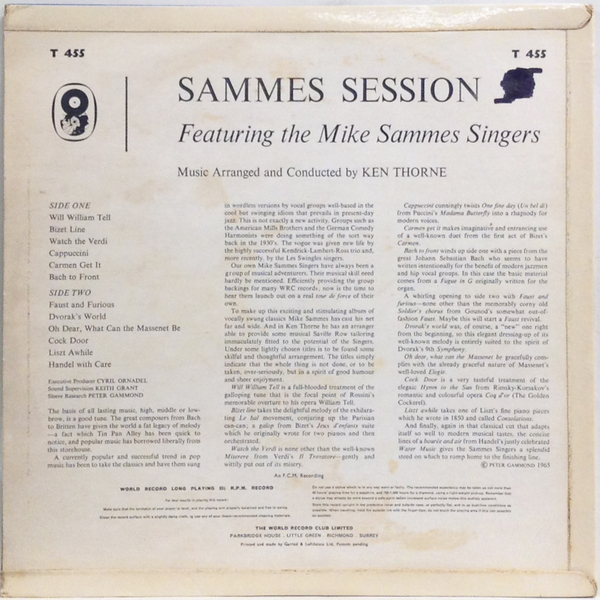 T 455
T 455
SAMMES SESSION
Featuring the Mike Sammes Singers
Music Arranged and Conducted by KEN THORNE
SIDE ONE
Will William Tell
Bizet Line
Watch the Verdi
Cappuccini
Carmen Get It
Bach to Front
SIDE TWO
Faust and Furious
Dvorak's World
Oh Dear, What Can the Massenet Be
Cock Door
Liszt Awhile
Handel with Care
Executive Producer CYRIL ORNADEL
Sound Supervision KEITH GRANT
Sleeve Research PETER GAMMOND
The basis of all lasting music, high, middle or low-
brow, is a good tune. The great composers from Bach
to Britten have given the world a fat legacy of melody
—a fact which Tin Pan Alley has been quick to
notice, and popular music has borrowed liberally from
this storehouse.
A currently popular and successful trend in pop
music has been to take the classics and have them sung
in wordless versions by vocal groups well-based in the
cool but swinging idiom that prevails in present-day
jazz. This is not exactly a new activity. Groups such as
the American Mills Brothers and the German Comedy
Harmonists were doing something of the sort way
back in the 1930's. The vogue was given new life by
the highly successful Kendrick-Lambert-Ross trio and,
more recently, by the Les Swingles singers.
Our own Mike Sammes Singers have always been a
group of musical adventurers. Their musical skill need
hardly be mentioned. Efficiently providing the group
backings for many WRC records; now is the time to
hear them launch out on a real tour de force of their
own.
To make up this exciting and stimulating album of
vocally swung classics Mike Sammes has cast his net
far and wide. And in Ken Thorne he has an arranger
able to provide some musical Saville Row tailoring
immaculately fitted to the potential of the Singers.
Under some lightly chosen titles is to be found some
skilful and thoughtful arrangement. The titles simply
indicate that the whole thing is not done, or to be
taken, over-seriously, but in a spirit of good humour
and sheer enjoyment.
Will William Tell is a full-blooded treatment of the
galloping tune that is the focal point of Rossini's
memorable overture to his opera William Tell.
Bizet line takes the delightful melody of the exhilarat-
ing Le bal movement, conjuring up the Parisian
can-can; a galop from Bizet's Jeux d'enfants suite
which he originally wrote for two pianos and then
orchestrated.
Watch the Verdi is none other than the well-known
Miserere from Verdi's Il Trovatore—gently and
wittily put out of its misery.
Cappuccini cunningly twists One fine day (Un bel di)
from Puccini's Madama Butterfly into a rhapsody for
modern voices.
Carmen get it makes imaginative and entrancing use
of a well-known duet from the first act of Bizet's
Carmen.
Bach to front winds up side one with a piece from the
great Johann Sebastian Bach who seems to have
written intentionally for the benefit of modern jazzmen
and hip vocal groups. In this case the basic material
comes from a Fugue in G originally written for the
organ.
A whirling opening to side two with Faust and
furious—none other than the memorably corny old
Soldier's chorus from Gounod's somewhat out-of-
fashion Faust. Maybe this will start a Faust revival.
Dvorak's world was, of course, a "new" one right
from the beginning, so this elegant dressing-up of its
well-known melody is entirely suited to the spirit of
Dvorak's 9th Symphony.
Oh dear, what can the Massenet be gracefully com-
plies with the already graceful nature of Massenet's
well-loved Elegie.
Cock Door is a very tasteful treatment of the
elegaic Hymn to the Sun from Rimsky-Korsakov's
romantic and colourful opera Coq d'or (The Golden
Cockerel).
Liszt awhile takes one of Liszt's fine piano pieces
which he wrote in 1850 and called Consolations.
And finally, again in that classical cut that adapts
itself so well to modern musical tastes, the concise
lines of a bourée and air from Handel's justly celebrated
Water Music gives the Sammes Singers a splendid
steed on which to romp home to the finishing line.
© PETER GAMMOND 1965
An F.C.M. Recording
WORLD RECORD LONG PLAYING 33⅓ R.P.M. RECORD
THE WORLD RECORD CLUB LIMITED
PARKBRIDGE HOUSE · LITTLE GREEN · RICHMOND · SURREY
Printed and made by Garrod & Lofthouse Ltd. Patents pending